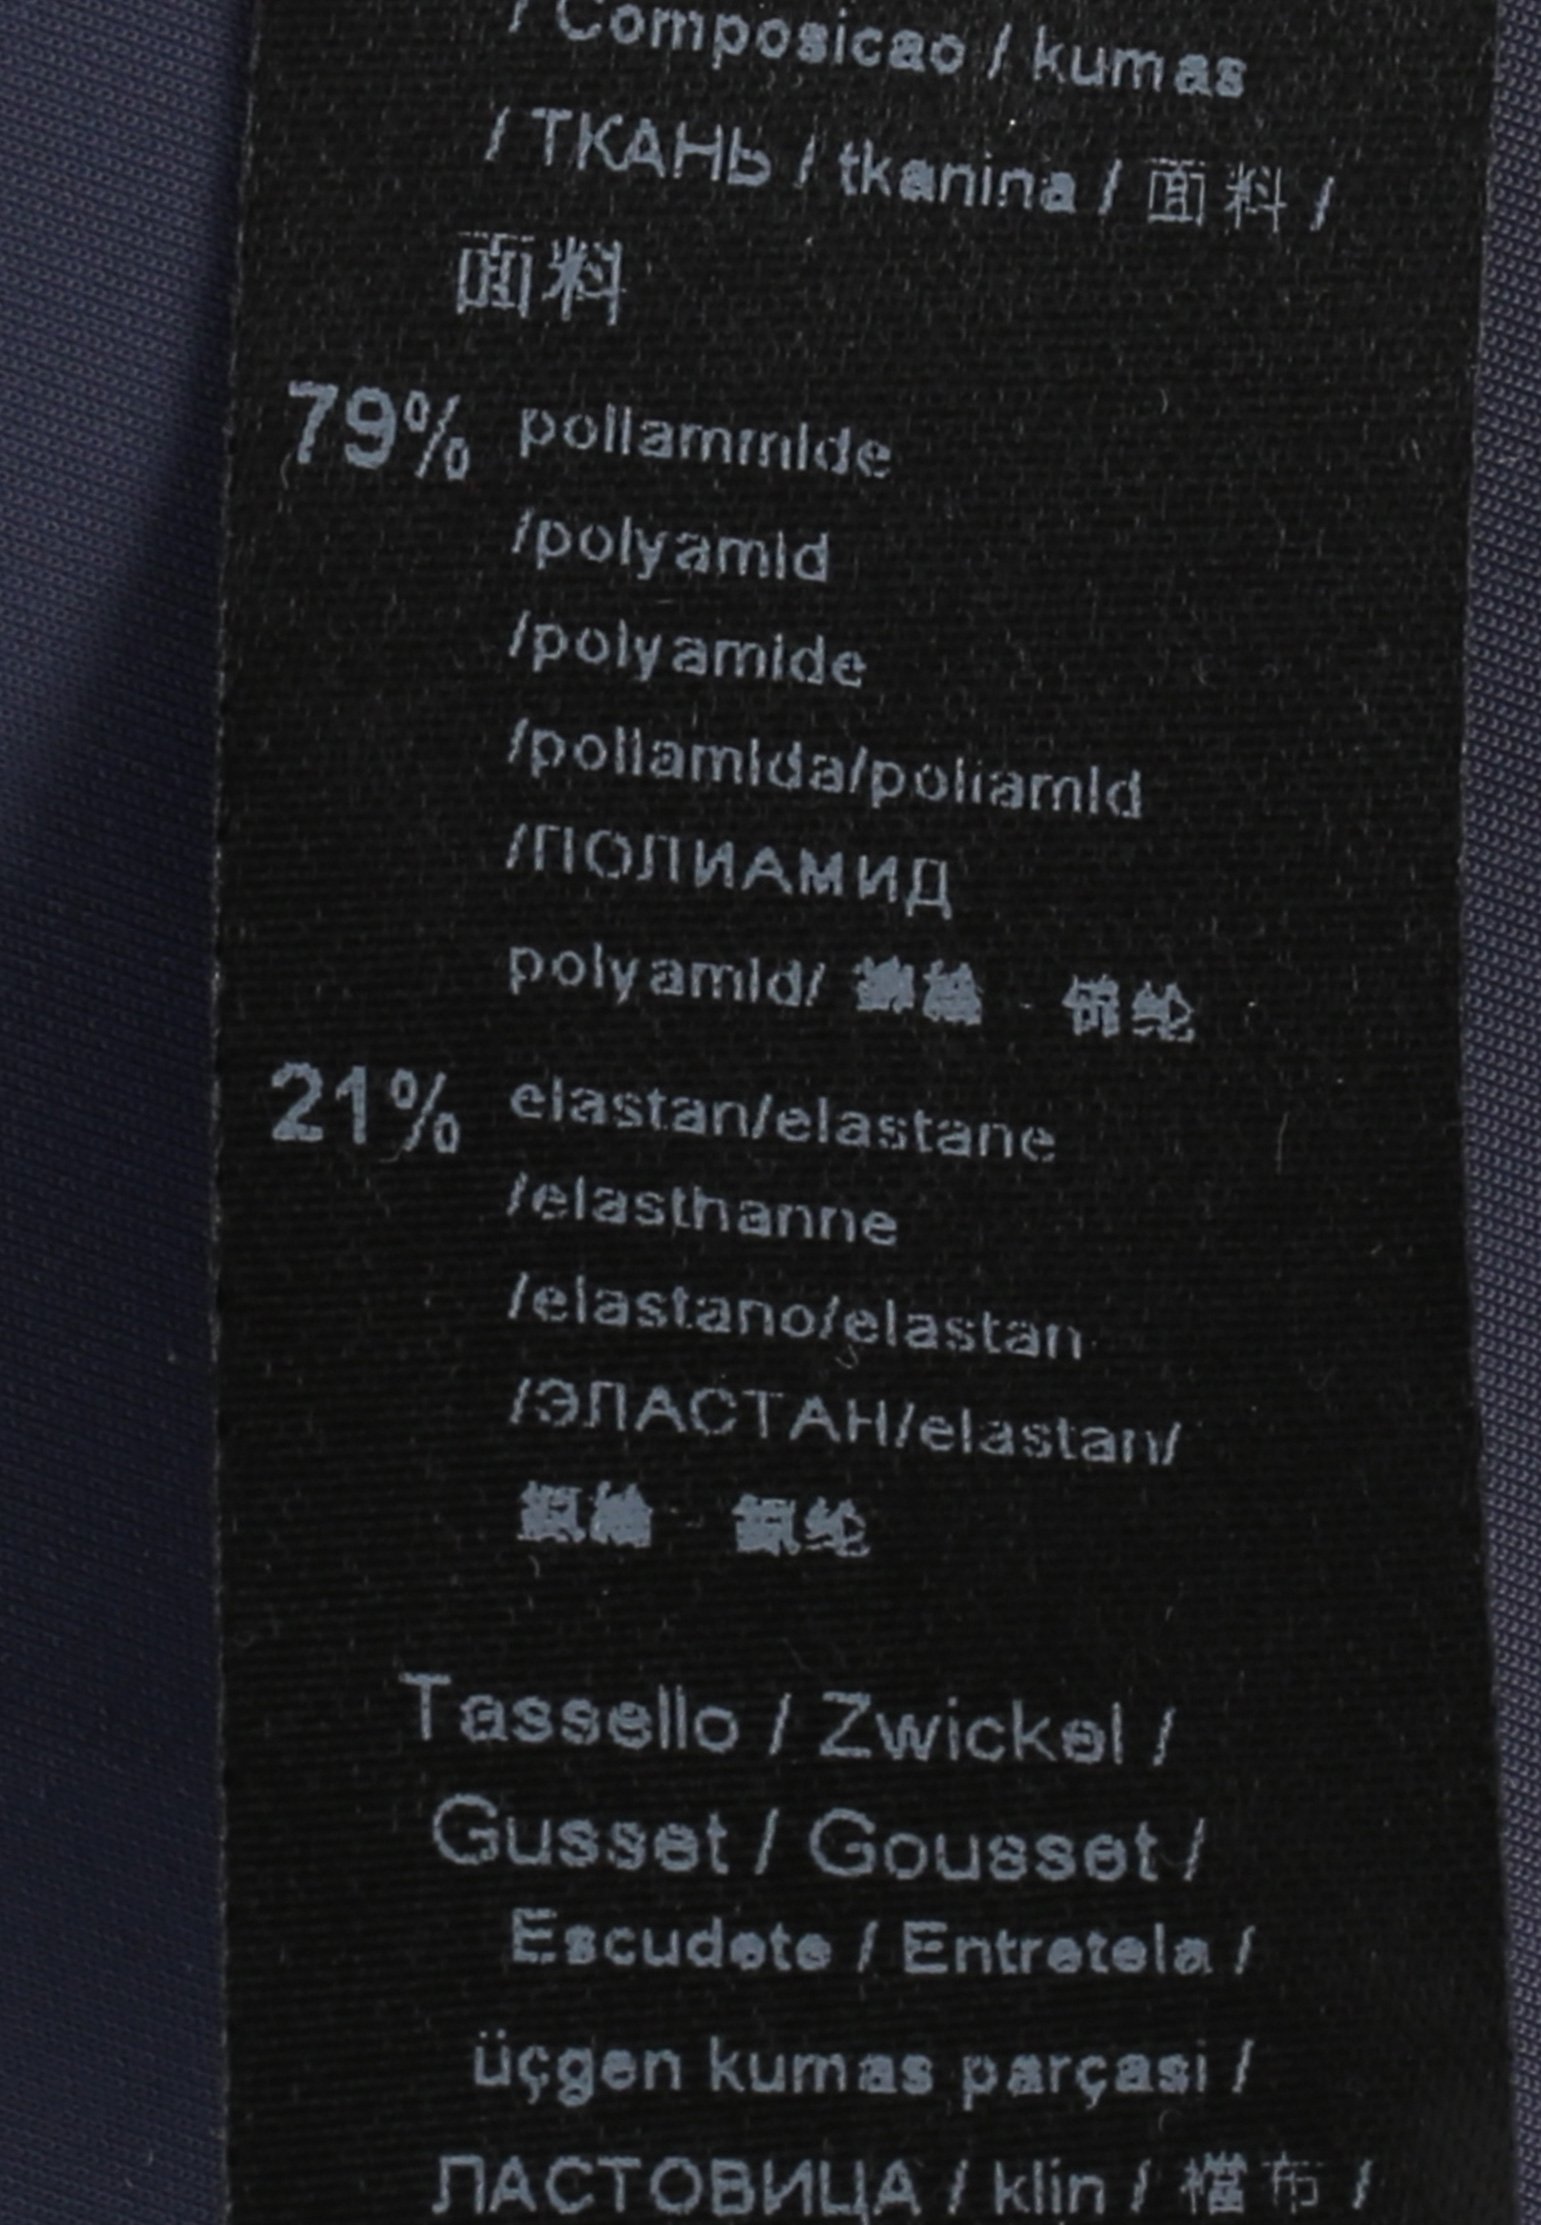 / Composicao / kumas
/ ТКАНЬ / tkanina / 面料 /
面料
79% poliammide
/polyamid
/polyamide
/poliamida/poliamid
/ПОЛИАМИД
polyamid/ 錦綸 锦纶
21% elastan/elastane
/elasthanne
/elastano/elastan
/ЭЛАСТАН/elastan/
氨綸 氨纶
Tassello / Zwickel /
Gusset / Gousset /
Escudete / Entretela /
üçgen kumas parçasi /
ЛАСТОВИЦА / klin / 襠布 /